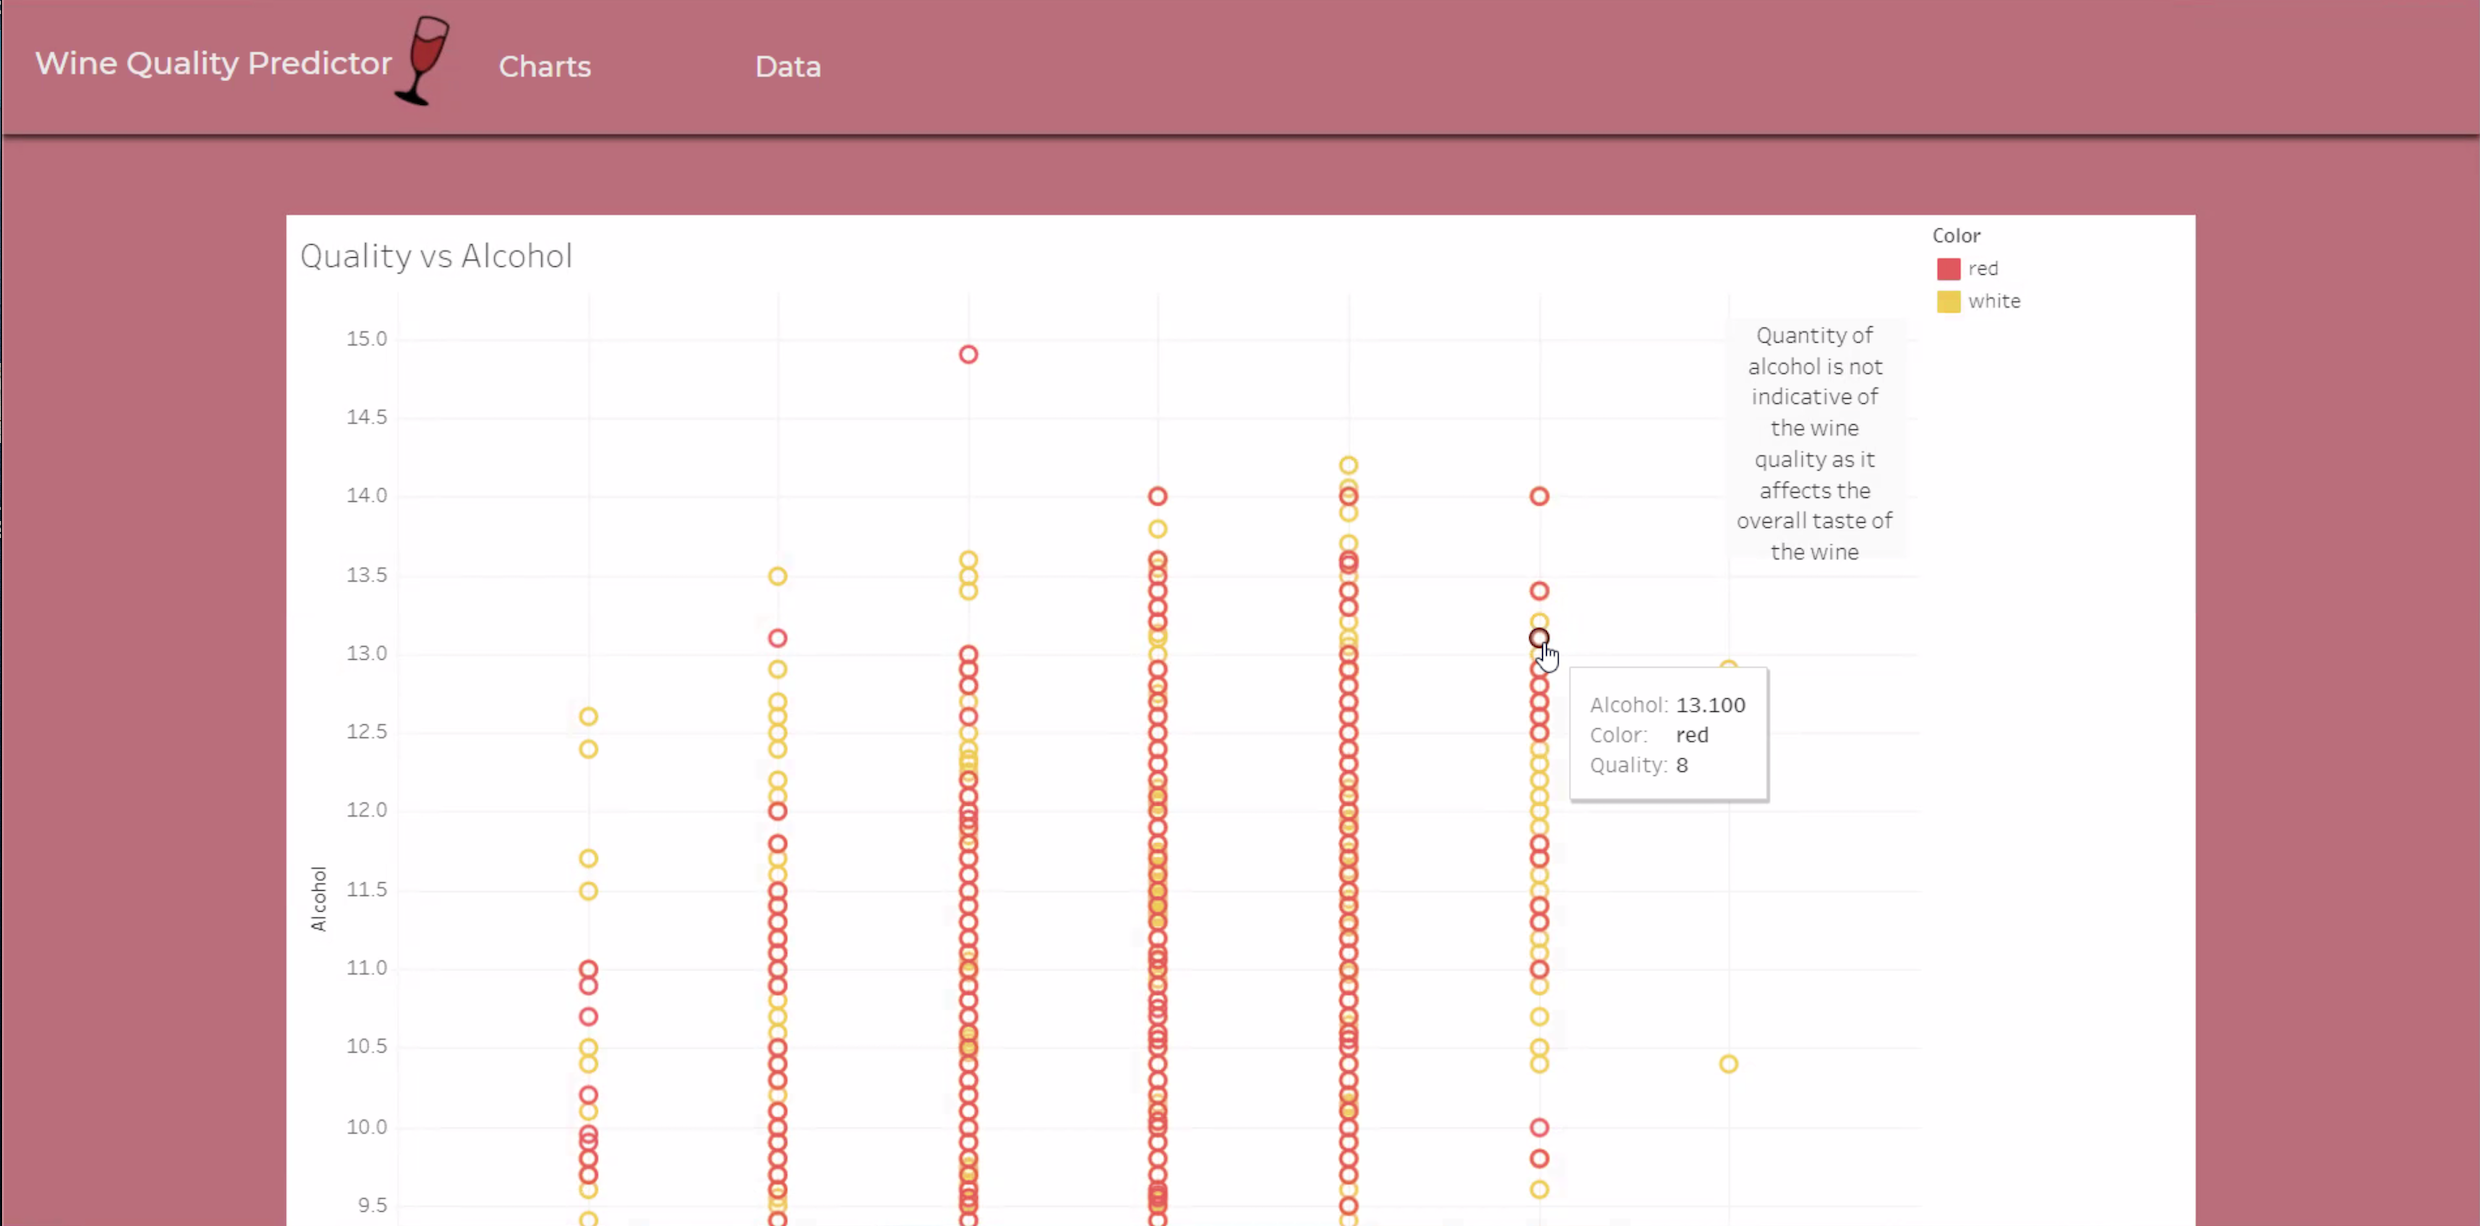 Wine Quality Predictor
Charts
Data
Quality vs Alcohol
Color
red
white
Quantity of
alcohol is not
indicative of
the wine
quality as it
affects the
overall taste of
the wine
15.0
14.5
14.0
13.5
13.0
12.5
12.0
11.5
11.0
10.5
10.0
9.5
Alcohol
Alcohol: 13.100
Color: red
Quality: 8